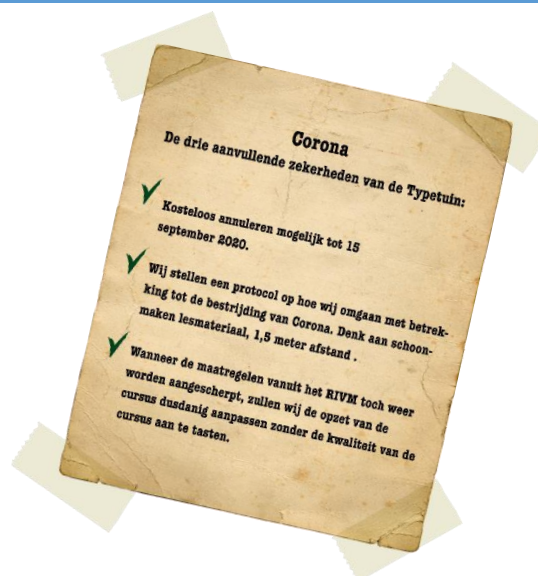 Corona
De drie aanvullende zekerheden van de Typetuin:
Kosteloos annuleren mogelijk tot 15
september 2020.
Wij stellen een protocol op hoe wij omgaan met betrek-
king tot de bestrijding van Corona. Denk aan schoon-
maken lesmateriaal, 1,5 meter afstand .
Wanneer de maatregelen vanuit het RIVM toch weer
worden aangescherpt, zullen wij de opzet van de
cursus dusdanig aanpassen zonder de kwaliteit van de
cursus aan te tasten.